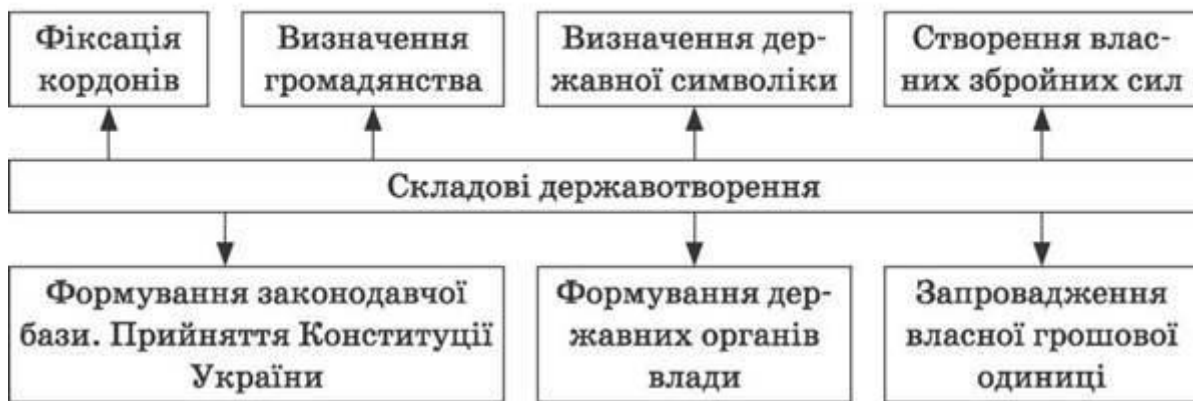 Фіксація
кордонів
Визначення
громадянства
Визначення дер-
жавної символіки
Створення влас-
них збройних сил
Складові державотворення
Формування законодавчої
бази. Прийняття Конституції
України
Формування дер-
жавних органів
влади
Запровадження
власної грошової
одиниці